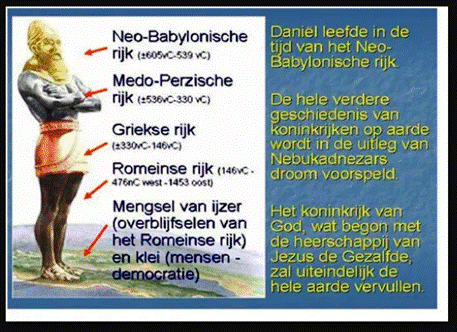 Neo-Babylonische
rijk (±605vC-539 vC)
Medo-Perzische
rijk (±536vC-330 vC)
Griekse rijk
(±330vC-146vC)
Romeinse rijk (146vC -
476nC west -1453 oost)
Mengsel van ijzer
(overblijfselen van
het Romeinse rijk)
en klei (mensen -
democratie)
Daniël leefde in de
tijd van het Neo-
Babylonische rijk.
De hele verdere
geschiedenis van
koninkrijken op aarde
wordt in de uitleg van
Nebukadnezars
droom voorspeld.
Het koninkrijk van
God, wat begon met
de heerschappij van
Jezus de Gezalfde,
zal uiteindelijk de
hele aarde vervullen.